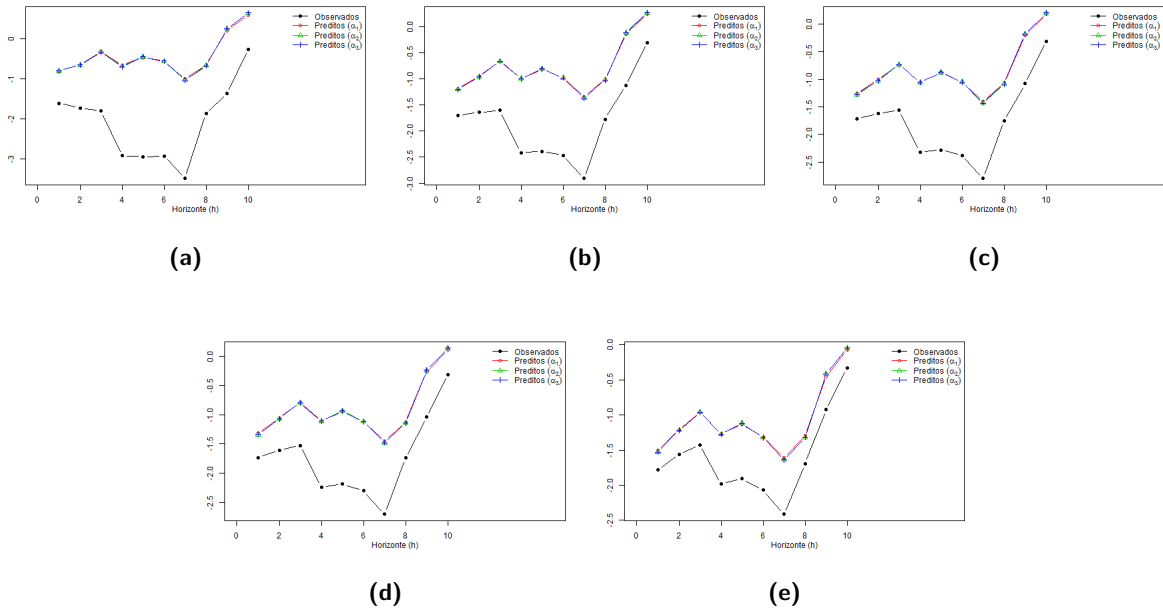 Observados
Preditos (α₁)
Preditos (α₂)
Preditos (α₃)
0
-1
-2
-3
0 2 4 6 8 10
Horizonte (h)
(a)
Observados
Preditos (α₁)
Preditos (α₂)
Preditos (α₃)
0.0
-0.5
-1.0
-1.5
-2.0
-2.5
-3.0
0 2 4 6 8 10
Horizonte (h)
(b)
Observados
Preditos (α₁)
Preditos (α₂)
Preditos (α₃)
0.0
-0.5
-1.0
-1.5
-2.0
-2.5
0 2 4 6 8 10
Horizonte (h)
(c)
Observados
Preditos (α₁)
Preditos (α₂)
Preditos (α₃)
0.0
-0.5
-1.0
-1.5
-2.0
-2.5
0 2 4 6 8 10
Horizonte (h)
(d)
Observados
Preditos (α₁)
Preditos (α₂)
Preditos (α₃)
0.0
-0.5
-1.0
-1.5
-2.0
-2.5
0 2 4 6 8 10
Horizonte (h)
(e)